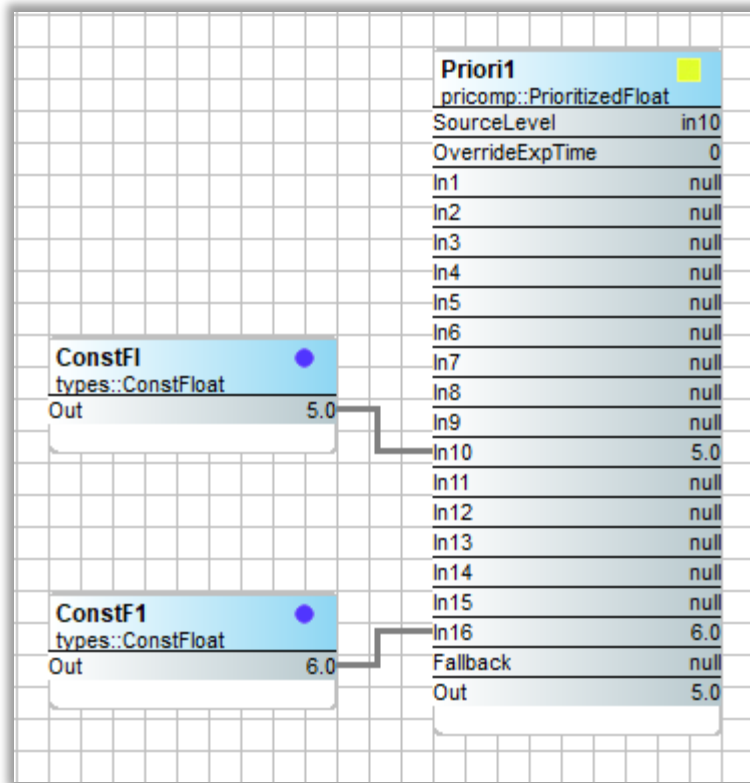 Priori1
pricomp::PrioritizedFloat
SourceLevel in10
OverrideExpTime 0
In1 null
In2 null
In3 null
In4 null
In5 null
In6 null
In7 null
In8 null
In9 null
In10 5.0
In11 null
In12 null
In13 null
In14 null
In15 null
In16 6.0
Fallback null
Out 5.0
ConstFl
types::ConstFloat
Out 5.0
ConstF1
types::ConstFloat
Out 6.0